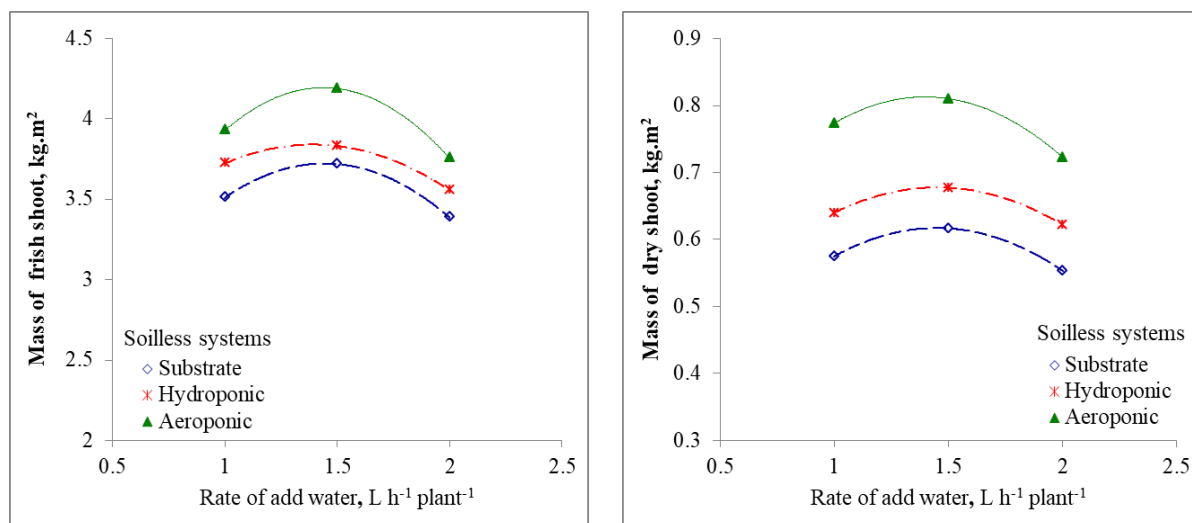 Mass of frish shoot, kg.m²
4.5
4
3.5
3
2.5
2
Soilless systems
Substrate
Hydroponic
Aeroponic
0.5 1 1.5 2 2.5
Rate of add water, L h⁻¹ plant⁻¹
Mass of dry shoot, kg.m²
0.9
0.8
0.7
0.6
0.5
0.4
0.3
Soilless systems
Substrate
Hydroponic
Aeroponic
0.5 1 1.5 2 2.5
Rate of add water, L h⁻¹ plant⁻¹